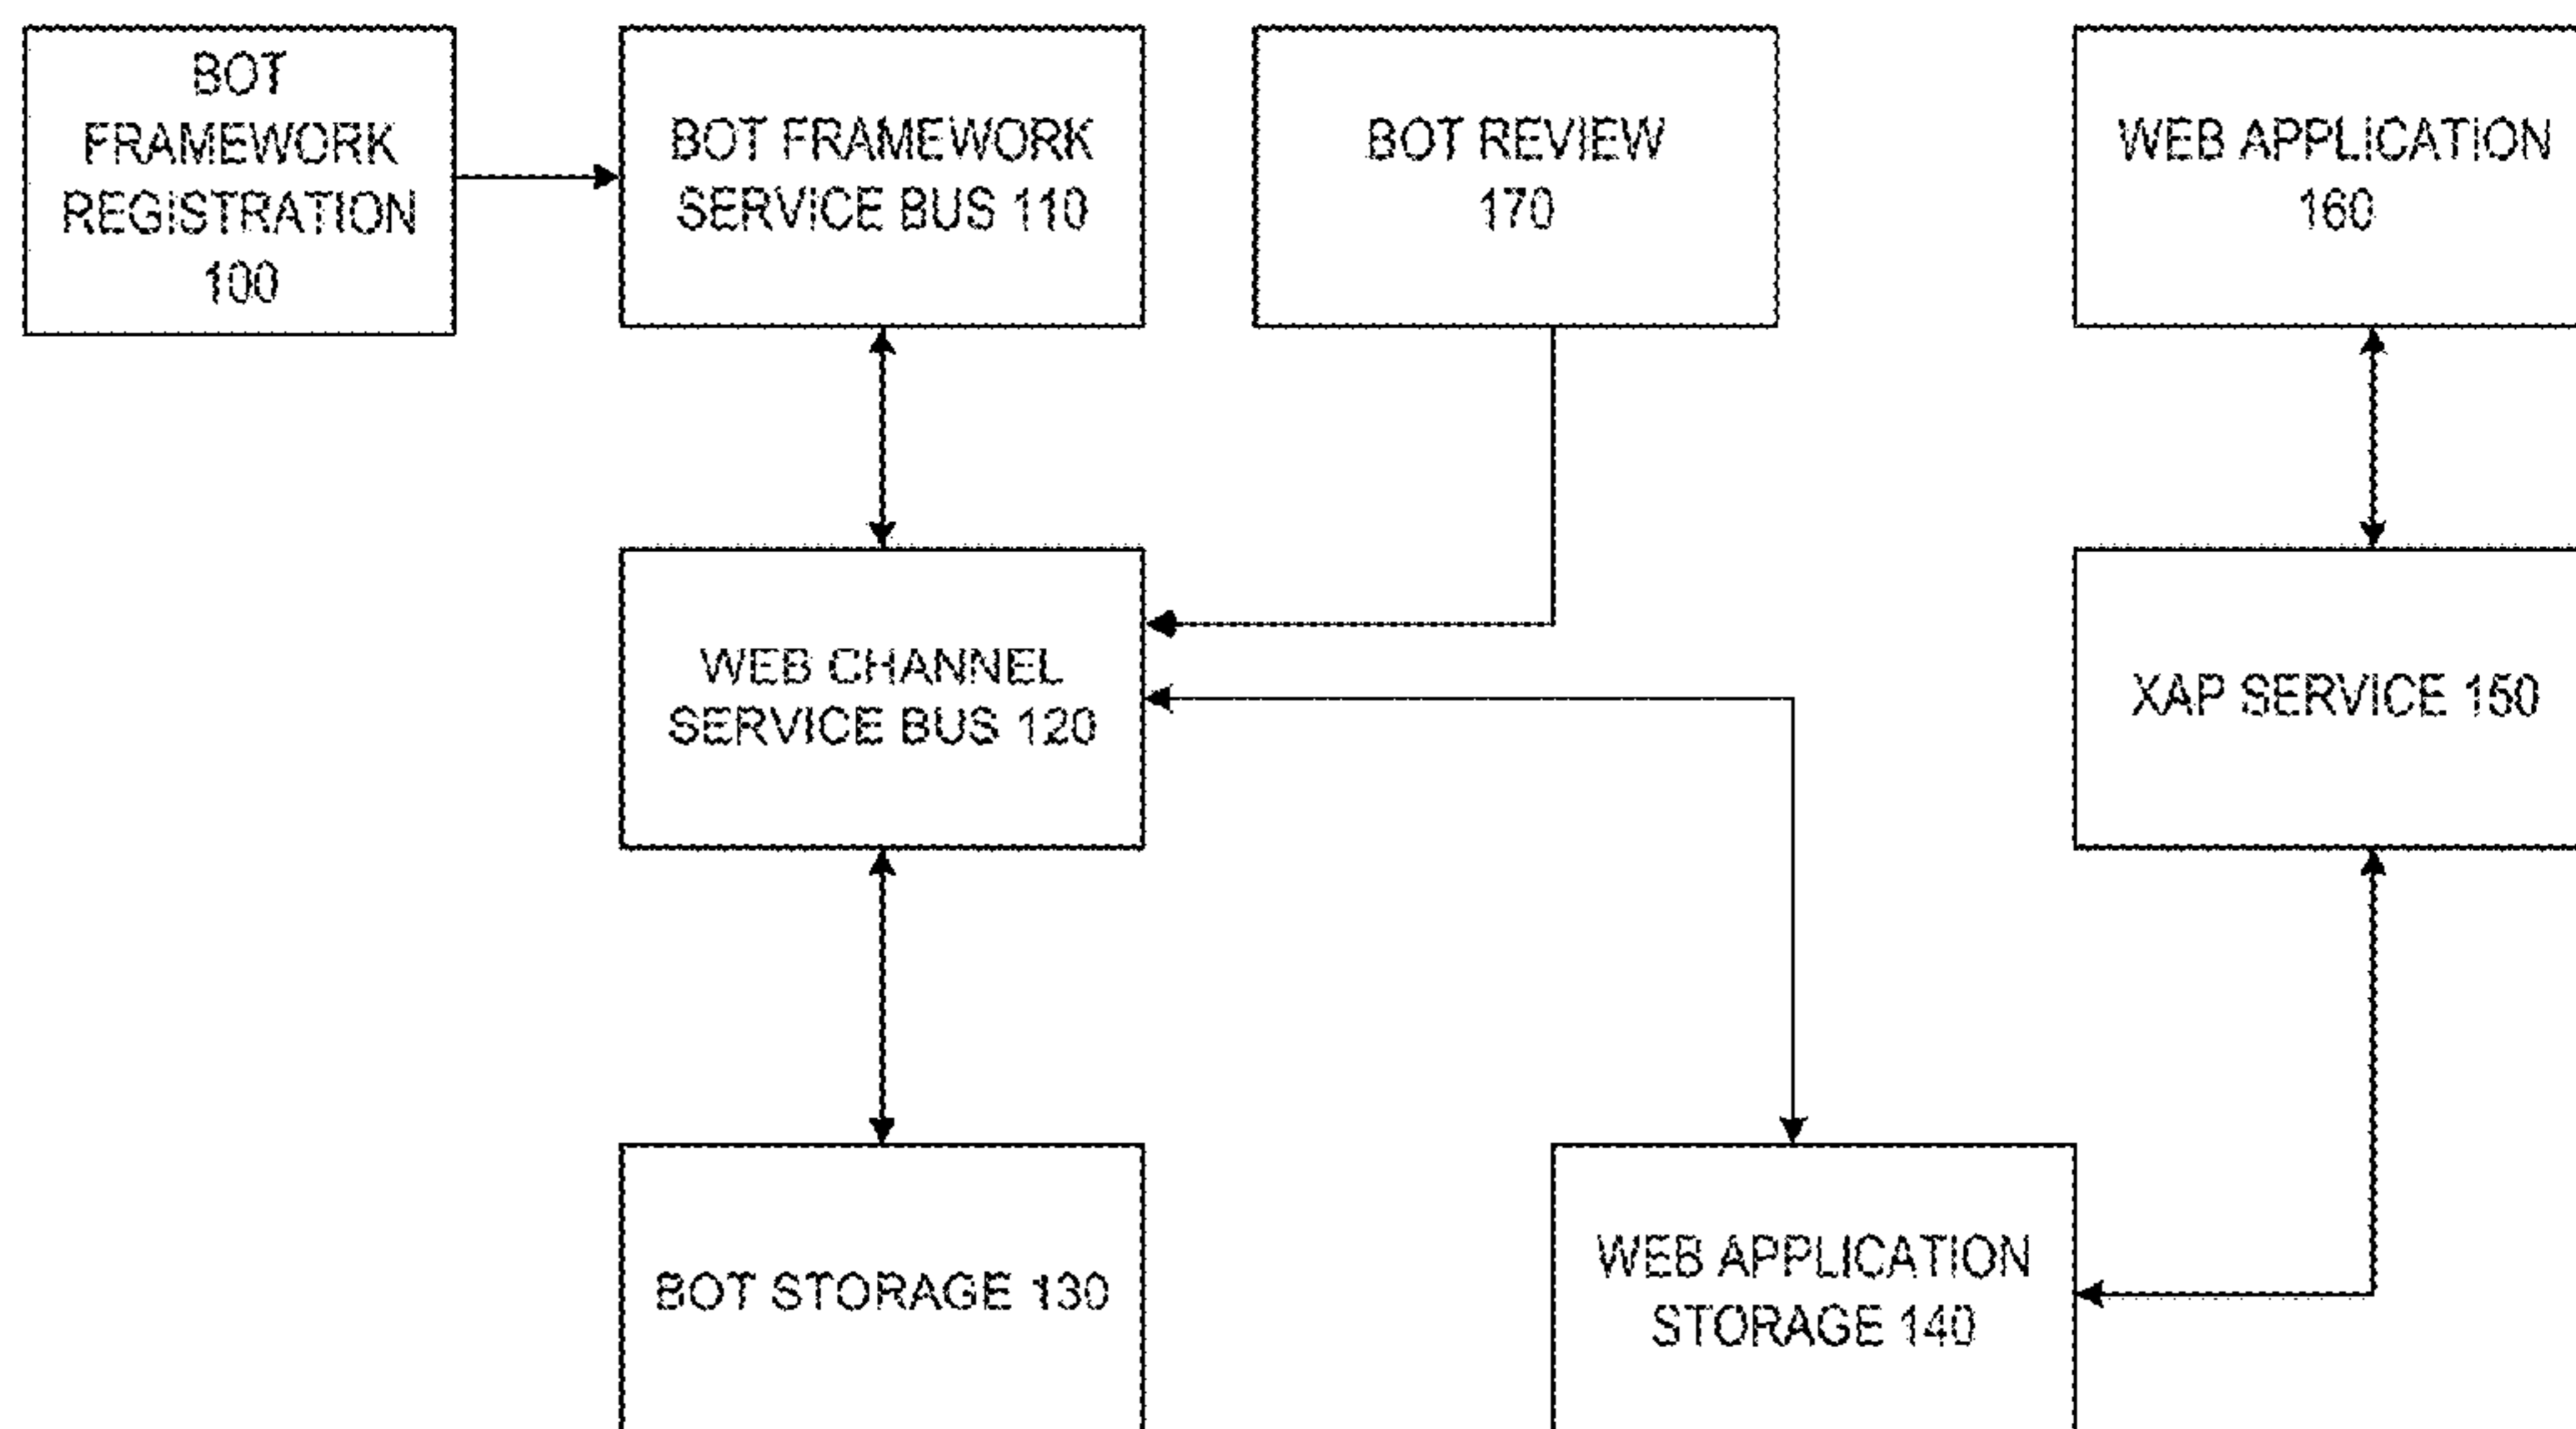 BOT
FRAMEWORK
REGISTRATION
100
BOT FRAMEWORK
SERVICE BUS 110
BOT REVIEW
170
WEB APPLICATION
160
WEB CHANNEL
SERVICE BUS 120
XAP SERVICE 150
BOT STORAGE 130
WEB APPLICATION
STORAGE 140